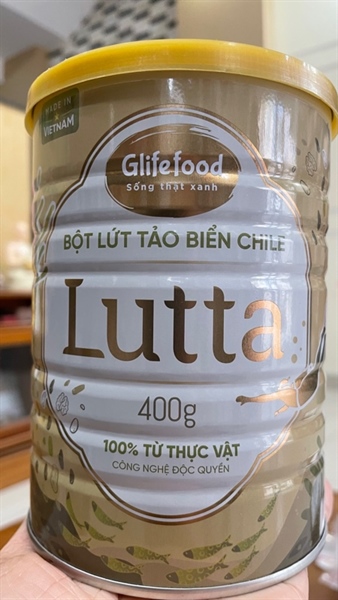 MADE IN
VIETNAM
Glifefood
Sống thật xanh
BỘT LỨT TẢO BIỂN CHILE
Lutta
400g
100% TỪ THỰC VẬT
CÔNG NGHỆ ĐỘC QUYỀN